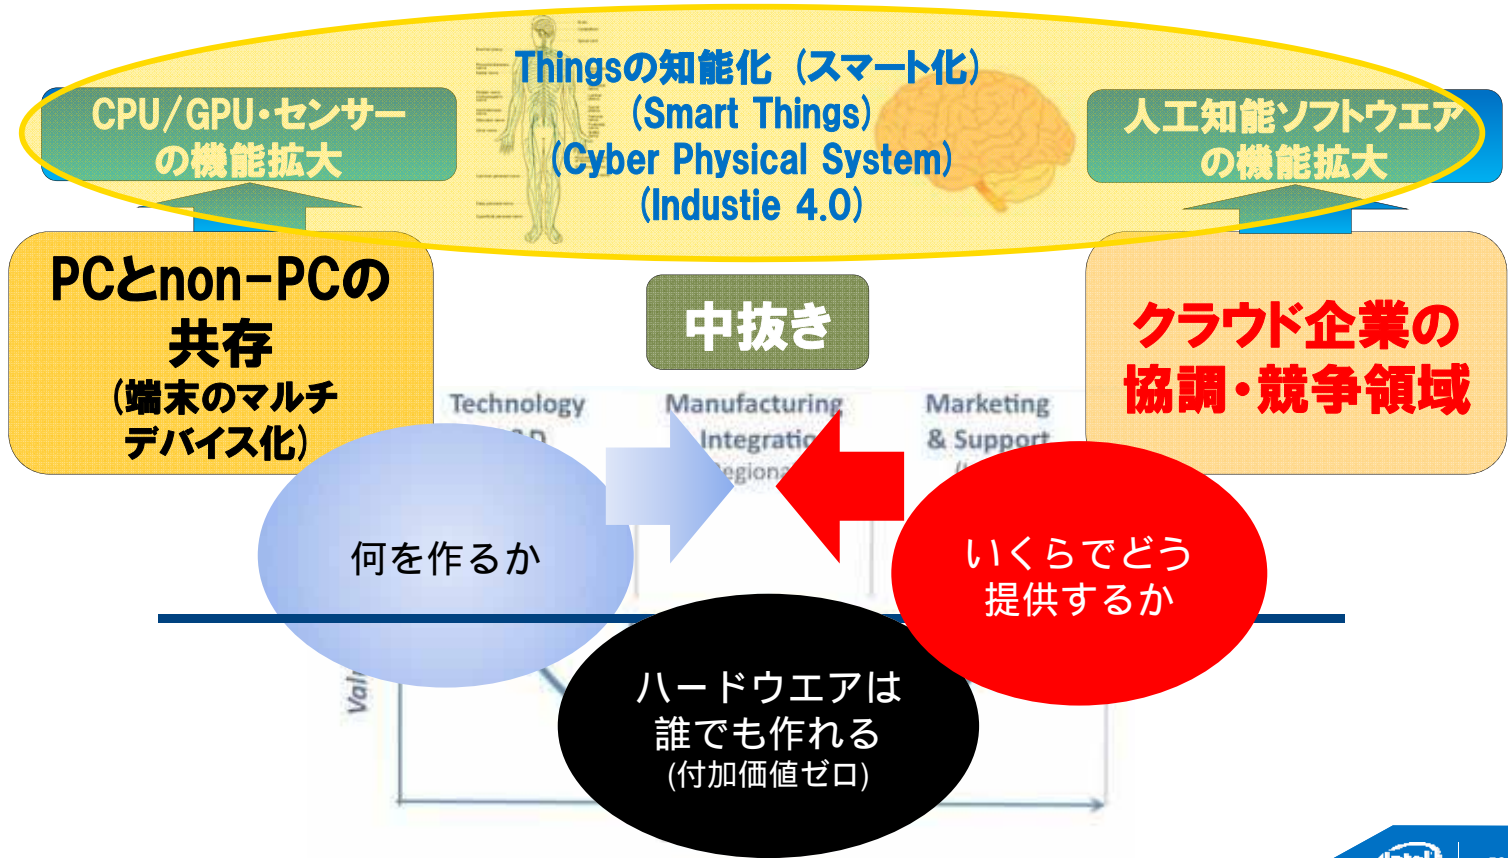 Thingsの知能化（スマート化）
(Smart Things)
(Cyber Physical System)
(Industie 4.0)
CPU/GPU・センサー
の機能拡大
人工知能ソフトウエア
の機能拡大
PCとnon-PCの
共存
(端末のマルチ
デバイス化)
中抜き
クラウド企業の
協調・競争領域
Technology
Manufacturing
Integratio
Marketing
& Support
何を作るか
いくらでどう
提供するか
ハードウエアは
誰でも作れる
(付加価値ゼロ)